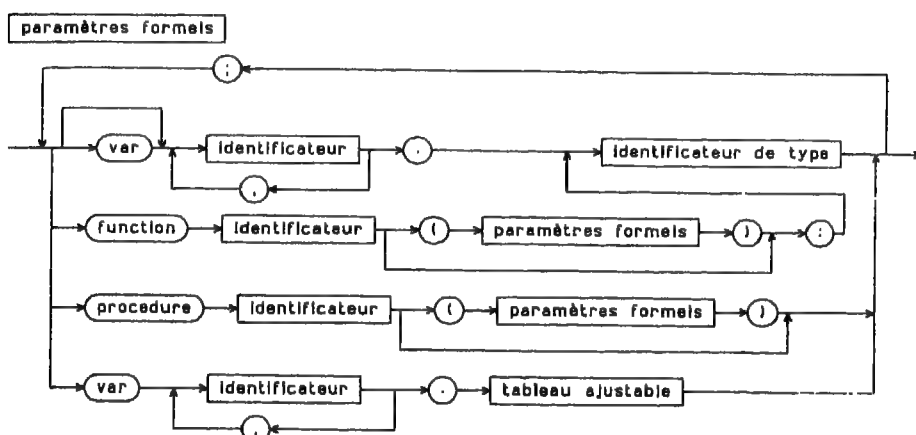 paramètres formels
;
var identificateur . identificateur de type
,
function identificateur ( paramètres formels ) :
procedure identificateur ( paramètres formels )
var identificateur . tableau ajustable
,